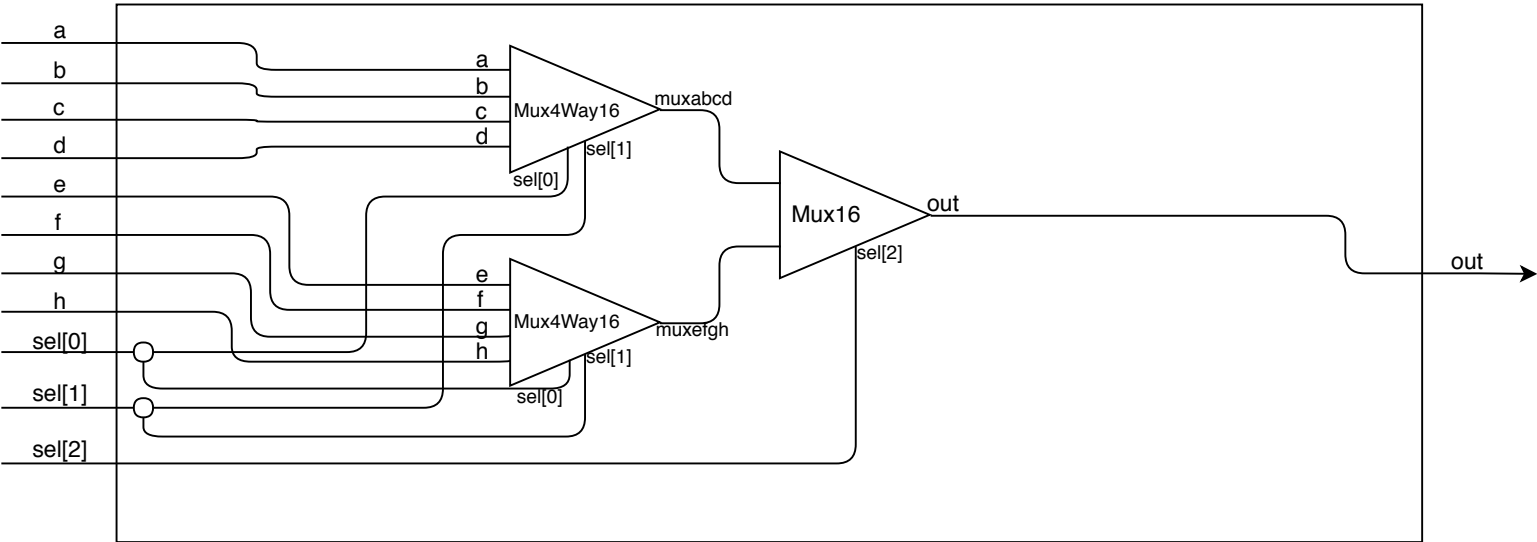 a
b
c
d
e
f
g
h
sel[0]
sel[1]
sel[2]
a
b
c
d
Mux4Way16
sel[0]
sel[1]
muxabcd
e
f
g
h
Mux4Way16
sel[0]
sel[1]
muxefgh
Mux16
sel[2]
out
out